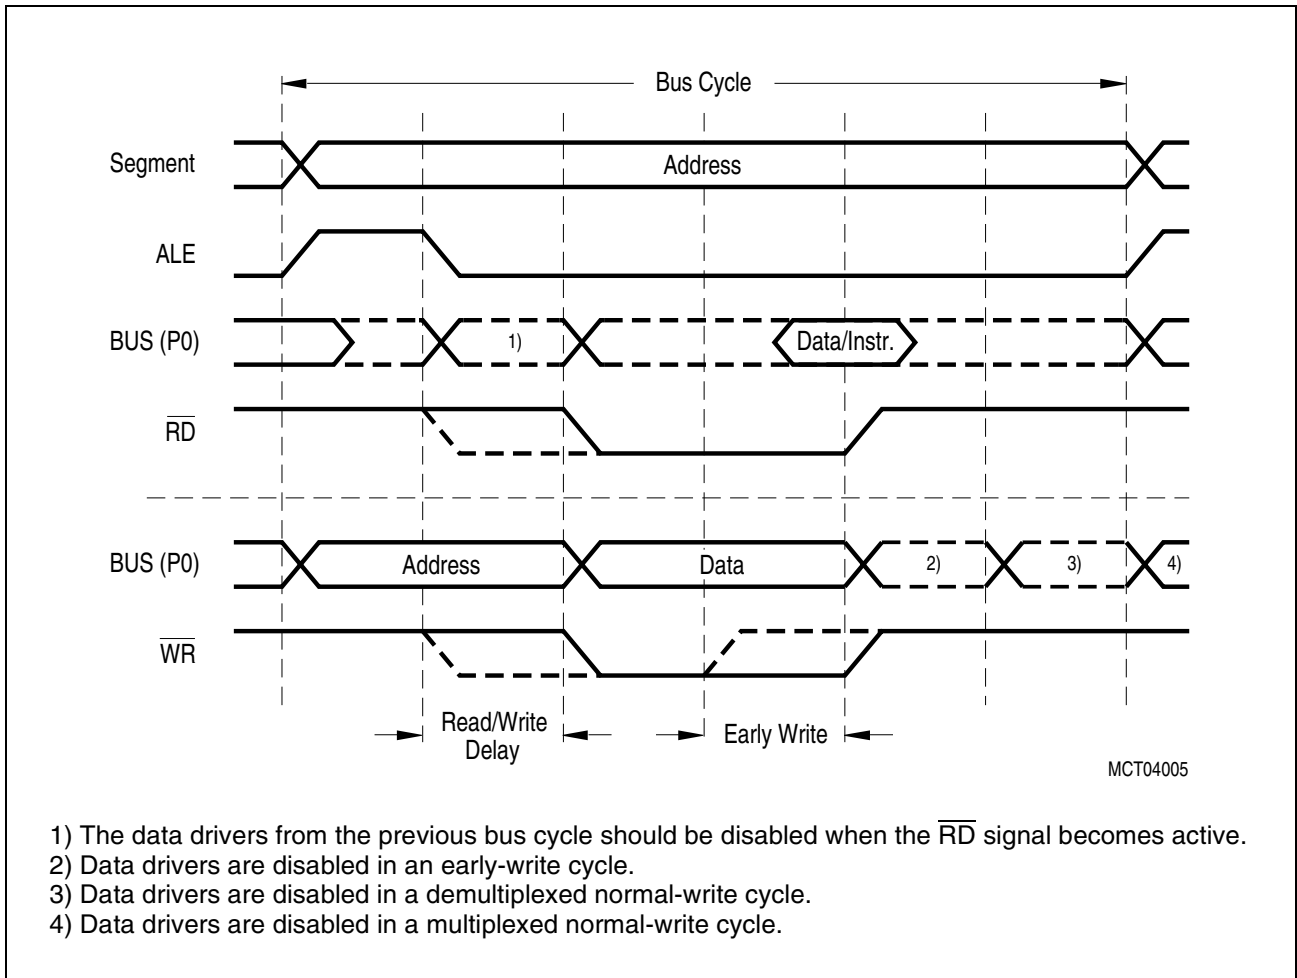 Bus Cycle
Segment
Address
ALE
BUS (P0)
1)
Data/Instr.
RD
BUS (P0)
Address
Data
2)
3)
4)
WR
Read/Write
Delay
Early Write
MCT04005
1) The data drivers from the previous bus cycle should be disabled when the RD signal becomes active.
2) Data drivers are disabled in an early-write cycle.
3) Data drivers are disabled in a demultiplexed normal-write cycle.
4) Data drivers are disabled in a multiplexed normal-write cycle.